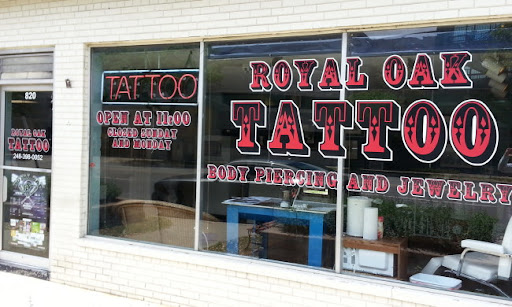 820
ROYAL OAK
TATTOO
248-398-0052
TATTOO
OPEN AT 11:00
CLOSED SUNDAY
AND MONDAY
ROYAL OAK
TATTOO
BODY PIERCING AND JEWELRY